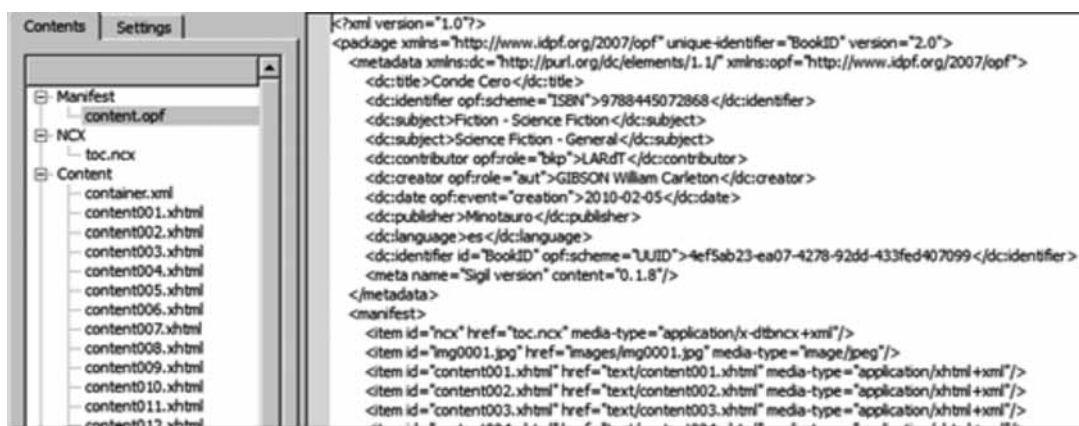 Contents
Settings
Manifest
content.opf
NCX
toc.ncx
Content
container.xml
content001.xhtml
content002.xhtml
content003.xhtml
content004.xhtml
content005.xhtml
content006.xhtml
content007.xhtml
content008.xhtml
content009.xhtml
content010.xhtml
content011.xhtml
content012.xhtml
<?xml version="1.0"?>
<package xmlns="http://www.idpf.org/2007/opf" unique-identifier="BookID" version="2.0">
<metadata xmlns:dc="http://purl.org/dc/elements/1.1/" xmlns:opf="http://www.idpf.org/2007/opf">
<dc:title>Conde Cero</dc:title>
<dc:identifier opf:scheme="ISBN">9788445072868</dc:identifier>
<dc:subject>Fiction - Science Fiction</dc:subject>
<dc:subject>Science Fiction - General</dc:subject>
<dc:contributor opf:role="bkp">LARdT</dc:contributor>
<dc:creator opf:role="aut">GIBSON William Carleton</dc:creator>
<dc:date opf:event="creation">2010-02-05</dc:date>
<dc:publisher>Minotauro</dc:publisher>
<dc:language>es</dc:language>
<dc:identifier id="BookID" opf:scheme="UUID">4ef5ab23-ea07-4278-92dd-433fed407099</dc:identifier>
<meta name="Sigil version" content="0.1.8"/>
</metadata>
<manifest>
<item id="ncx" href="toc.ncx" media-type="application/x-dtbncx+xml"/>
<item id="img0001.jpg" href="images/img0001.jpg" media-type="image/jpeg"/>
<item id="content001.xhtml" href="text/content001.xhtml" media-type="application/xhtml+xml"/>
<item id="content002.xhtml" href="text/content002.xhtml" media-type="application/xhtml+xml"/>
<item id="content003.xhtml" href="text/content003.xhtml" media-type="application/xhtml+xml"/>